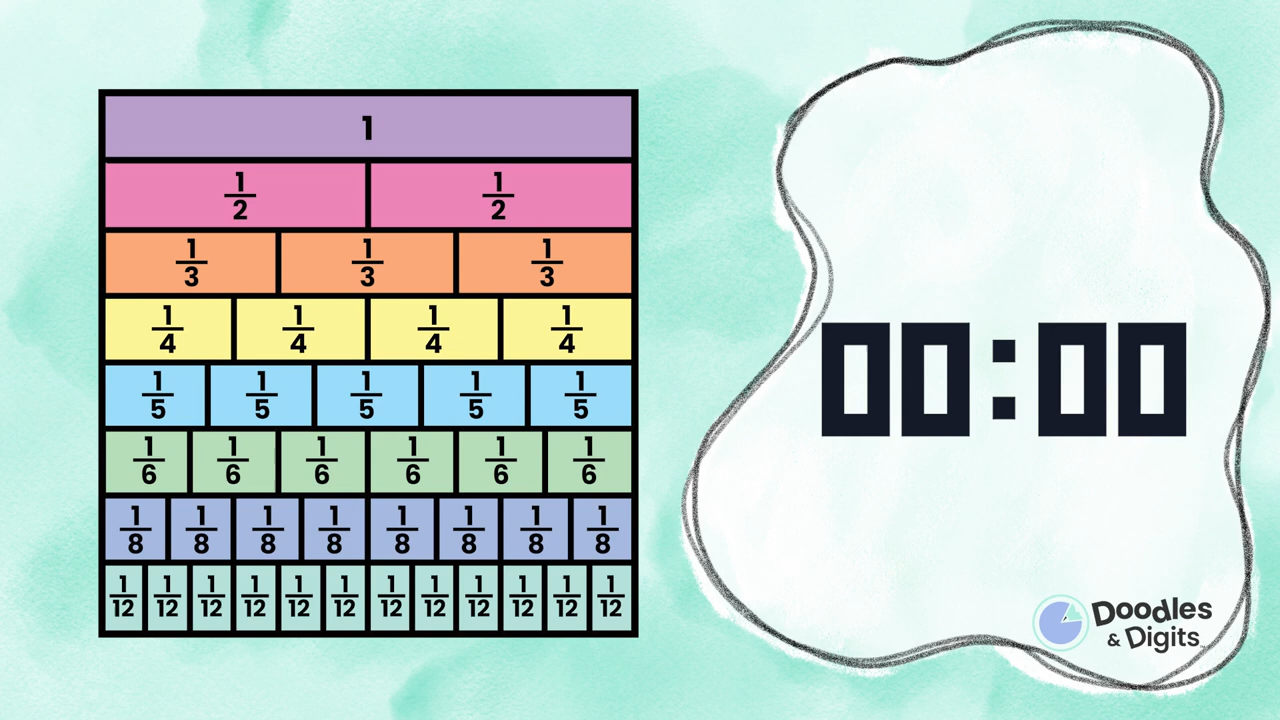 1
1/2 1/2
1/3 1/3 1/3
1/4 1/4 1/4 1/4
1/5 1/5 1/5 1/5 1/5
1/6 1/6 1/6 1/6 1/6 1/6
1/8 1/8 1/8 1/8 1/8 1/8 1/8 1/8
1/12 1/12 1/12 1/12 1/12 1/12 1/12 1/12 1/12 1/12 1/12 1/12
00:00
Doodles
& Digits